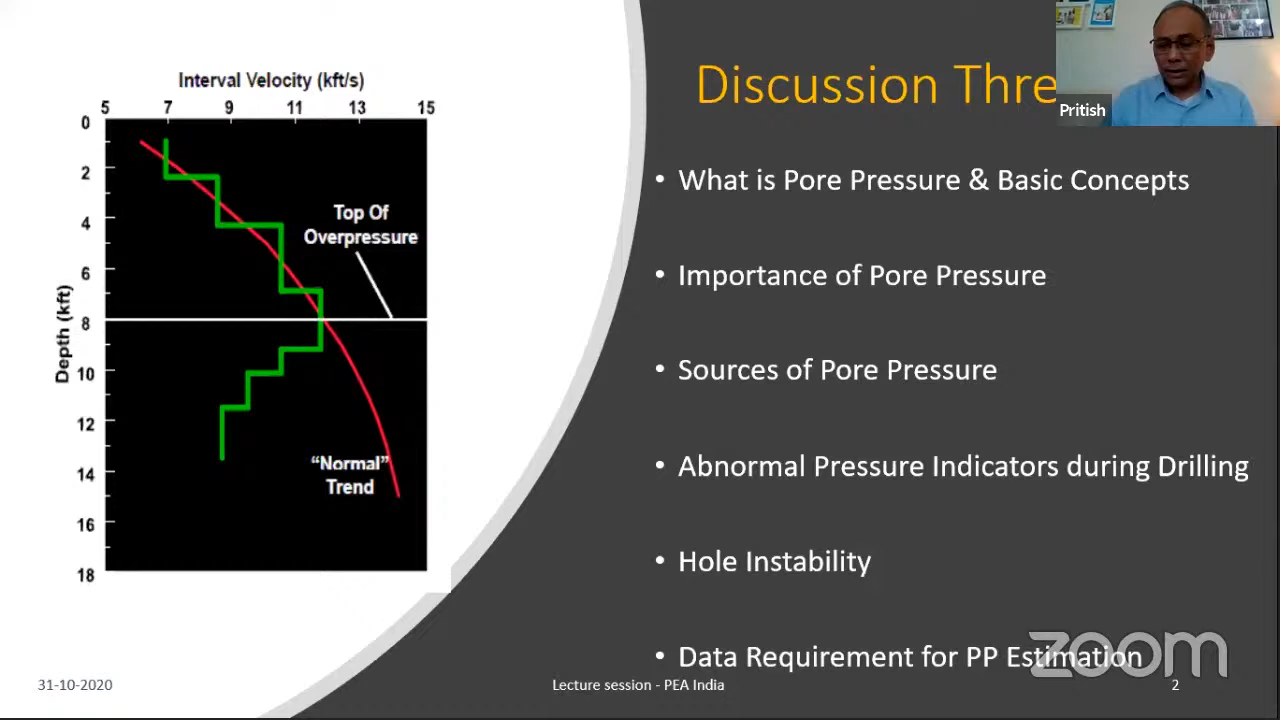 Interval Velocity (kft/s)
5 7 9 11 13 15
0
2
4
6
8
10
12
14
16
18
Depth (kft)
Top Of
Overpressure
“Normal”
Trend
Discussion Thre
Pritish
• What is Pore Pressure & Basic Concepts
• Importance of Pore Pressure
• Sources of Pore Pressure
• Abnormal Pressure Indicators during Drilling
• Hole Instability
• Data Requirement for PP Estimation
zoom
31-10-2020
Lecture session - PEA India
2